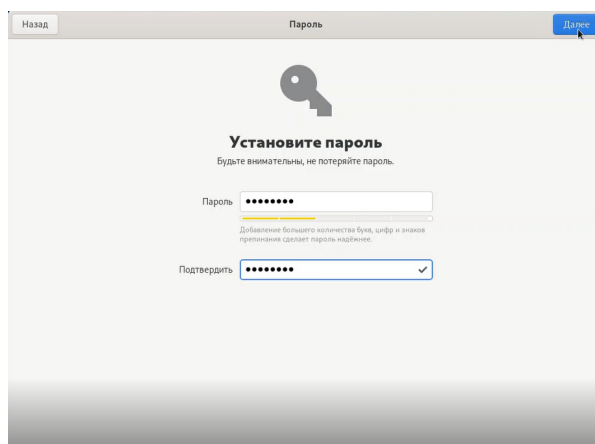 Назад Пароль Далее
Установите пароль
Будьте внимательны, не потеряйте пароль.
Пароль ••••••••
Добавление большего количества букв, цифр и знаков
препинания сделает пароль надёжнее.
Подтвердить ••••••••